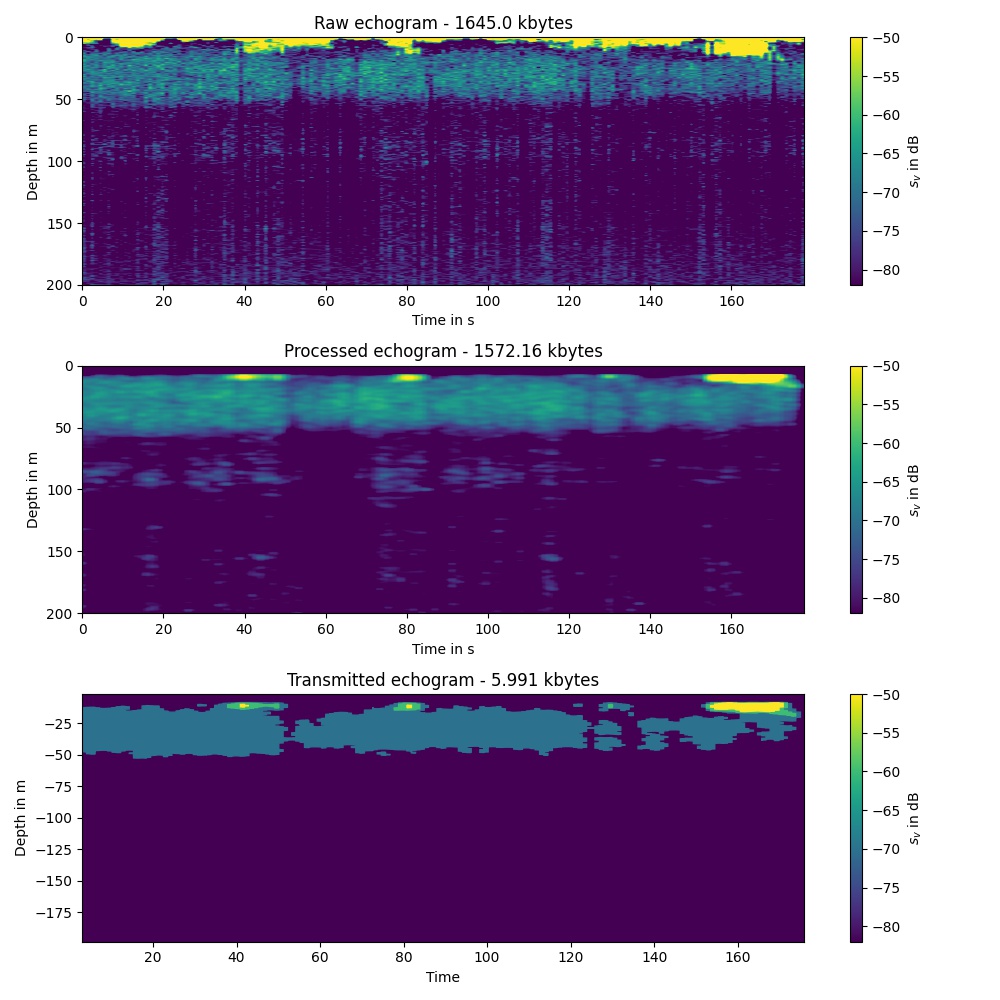 Raw echogram - 1645.0 kbytes
0
50
100
150
200
Depth in m
0 20 40 60 80 100 120 140 160
Time in s
−50
−55
−60
−65
−70
−75
−80
sv in dB
Processed echogram - 1572.16 kbytes
0
50
100
150
200
Depth in m
0 20 40 60 80 100 120 140 160
Time in s
−50
−55
−60
−65
−70
−75
−80
sv in dB
Transmitted echogram - 5.991 kbytes
−25
−50
−75
−100
−125
−150
−175
Depth in m
20 40 60 80 100 120 140 160
Time
−50
−55
−60
−65
−70
−75
−80
sv in dB